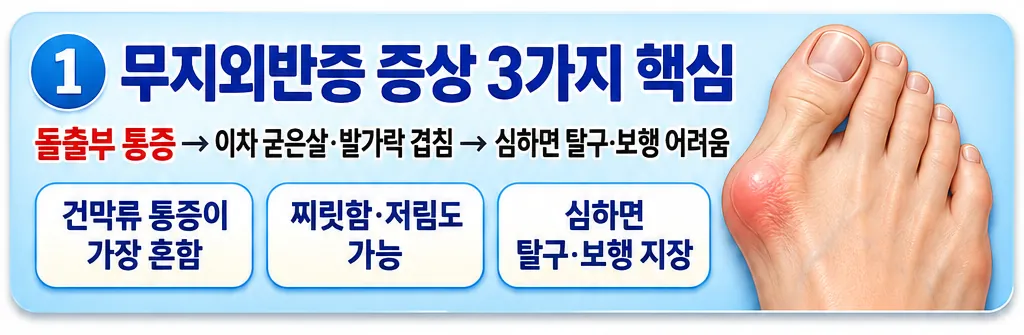 1 무지외반증 증상 3가지 핵심
돌출부 통증 → 이차 굳은살·발가락 겹침 → 심하면 탈구·보행 어려움
건막류 통증이
가장 혼함
찌릿함·저림도
가능
심하면
탈구·보행 지장